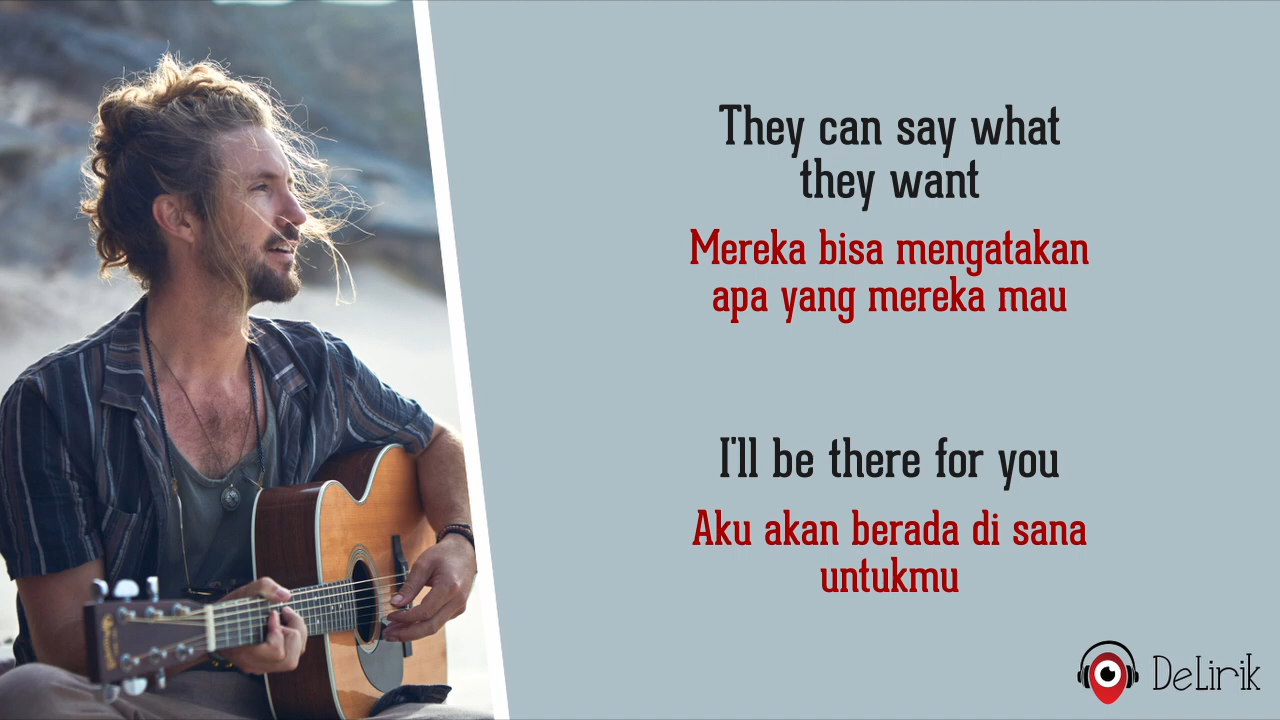 They can say what
they want
Mereka bisa mengatakan
apa yang mereka mau
I'll be there for you
Aku akan berada di sana
untukmu
DeLirik